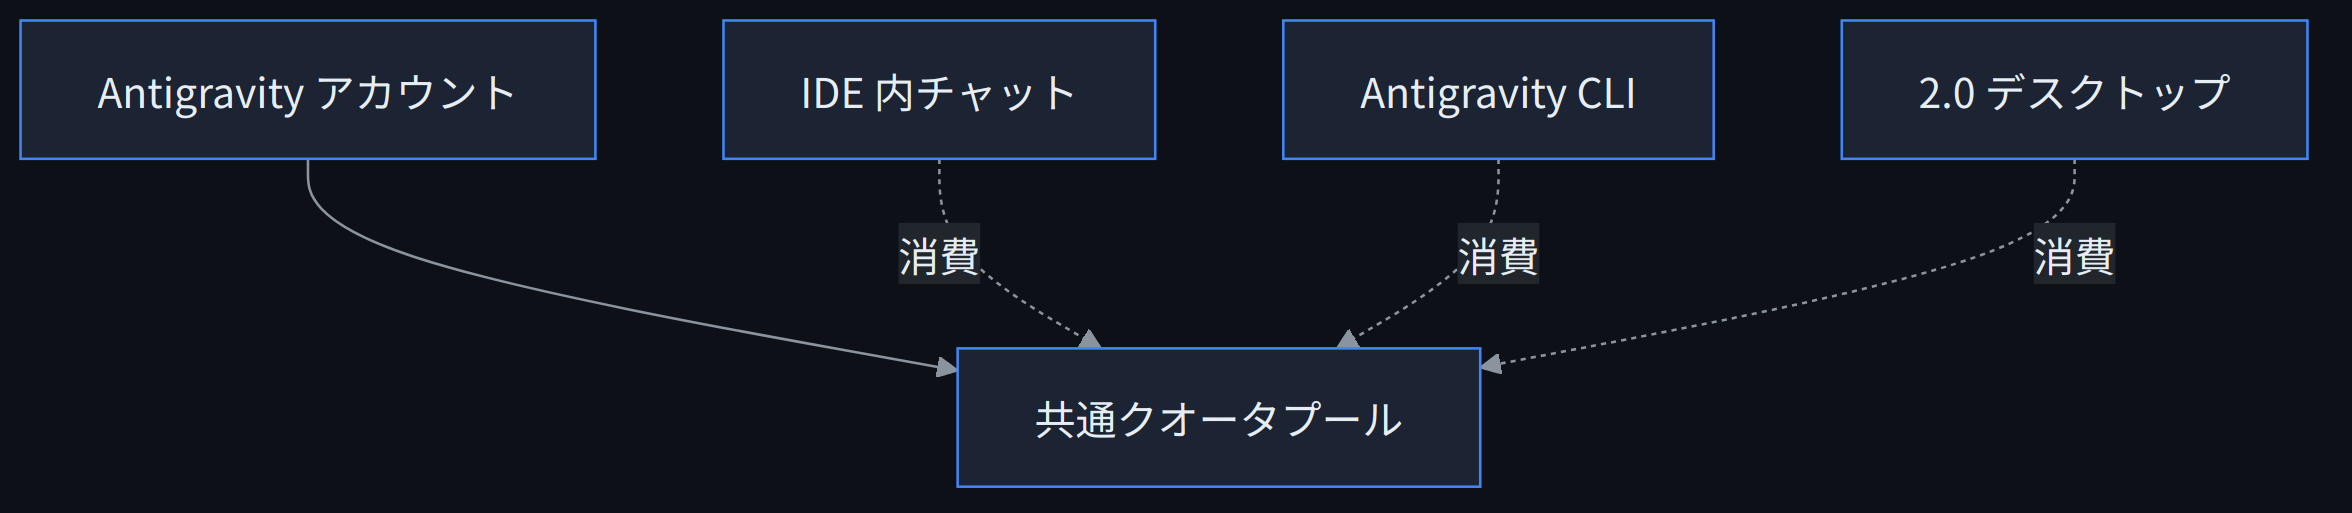 Antigravity アカウント
IDE 内チャット
Antigravity CLI
2.0 デスクトップ
消費
消費
消費
共通クオータプール